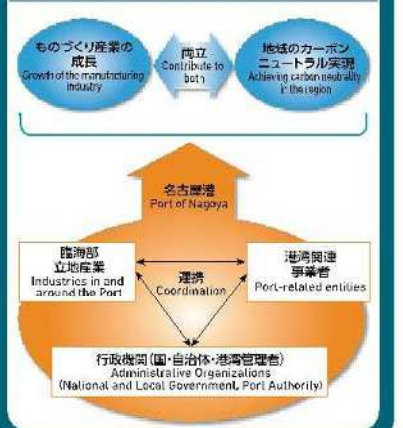 ものづくり産業の
成長
Growth of the manufacturing
industry
両立
Contribute to
both
地域のカーボン
ニュートラル実現
Achieving carbon neutrality
in the region
名古屋港
Port of Nagoya
臨海部
立地産業
Industries in and
around the Port
連携
Coordination
港湾関連
事業者
Port-related entities
行政機関(国・自治体・港湾管理者)
Administrative Organizations
(National and Local Government, Port Authority)